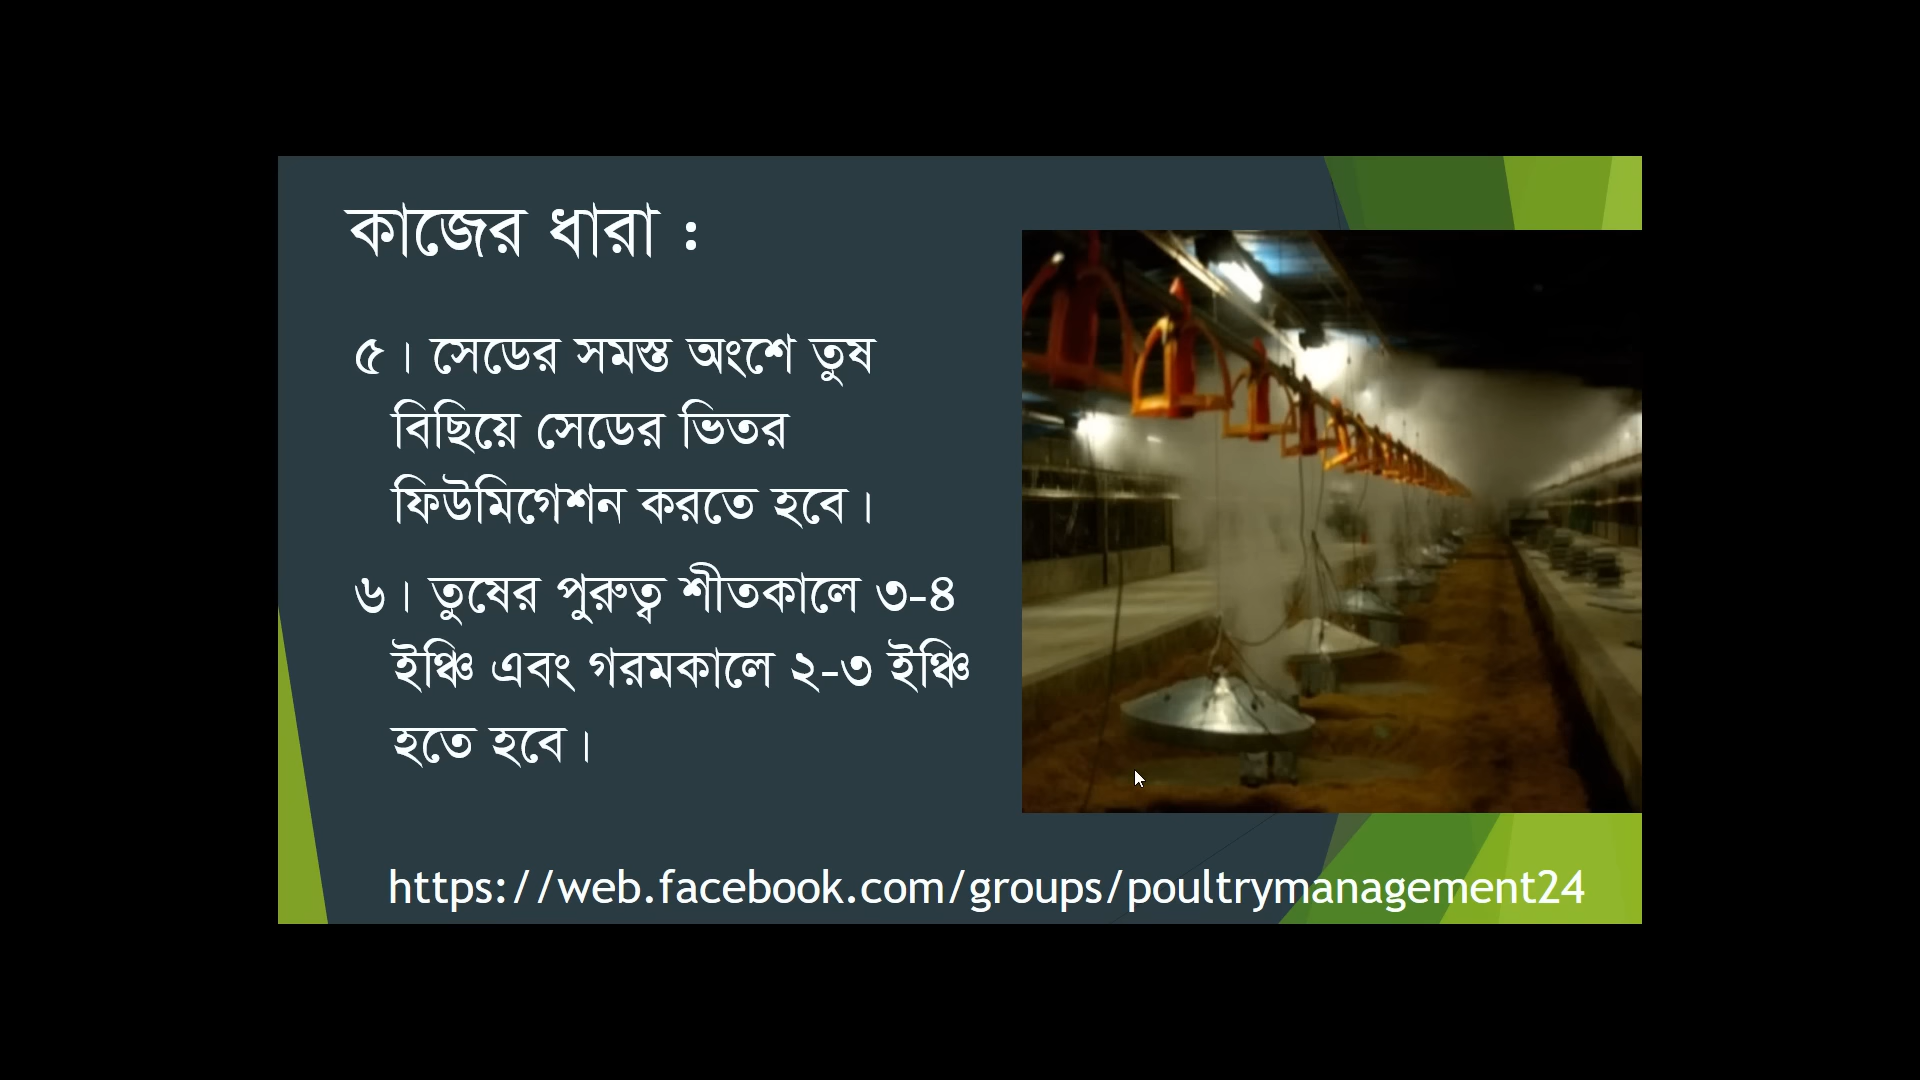 কাজের ধারা :
৫। সেডের সমস্ত অংশে তুষ
বিছিয়ে সেডের ভিতর
ফিউমিগেশন করতে হবে।
৬। তুষের পুরুত্ব শীতকালে ৩-৪
ইঞ্চি এবং গরমকালে ২-৩ ইঞ্চি
হতে হবে।
https://web.facebook.com/groups/poultrymanagement24